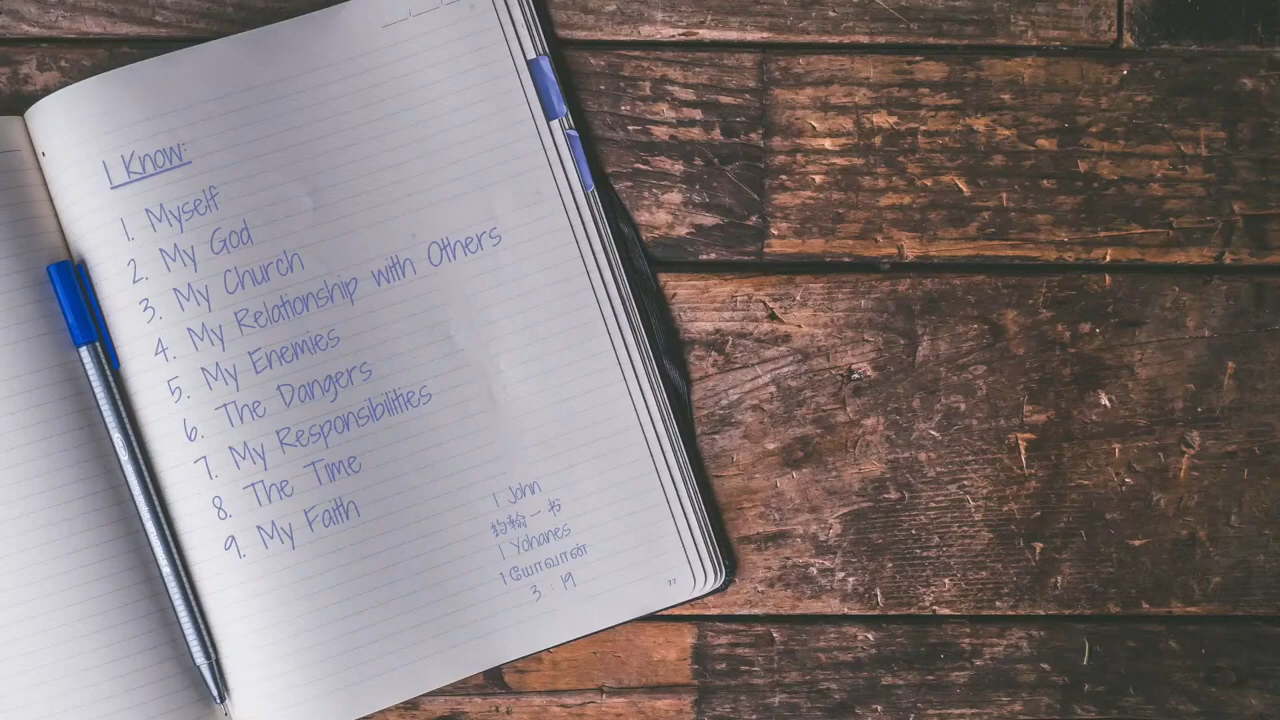 I Know:
1. Myself
2. My God
3. My Church
4. My Relationship with Others
5. My Enemies
6. The Dangers
7. My Responsibilities
8. The Time
9. My Faith
1 John
约翰一书
1 Yohanes
1 யோவான்
3 : 19
77